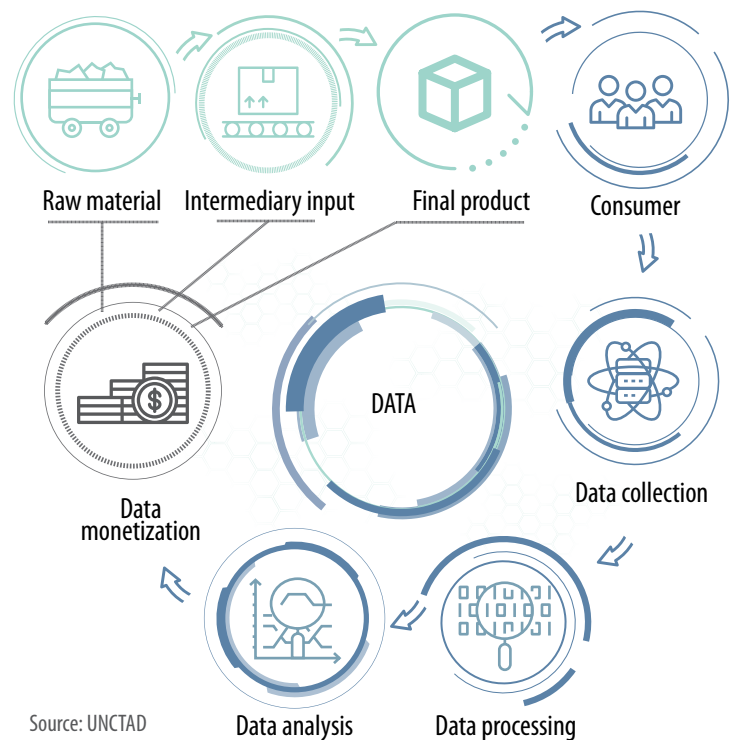 Raw material
Intermediary input
Final product
Consumer
DATA
$
Data collection
Data
monetization
Data analysis
Data processing
Source: UNCTAD